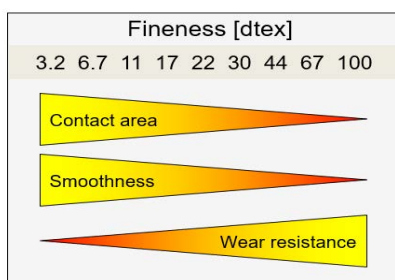 Fineness [dtex]
3.2 6.7 11 17 22 30 44 67 100
Contact area
Smoothness
Wear resistance